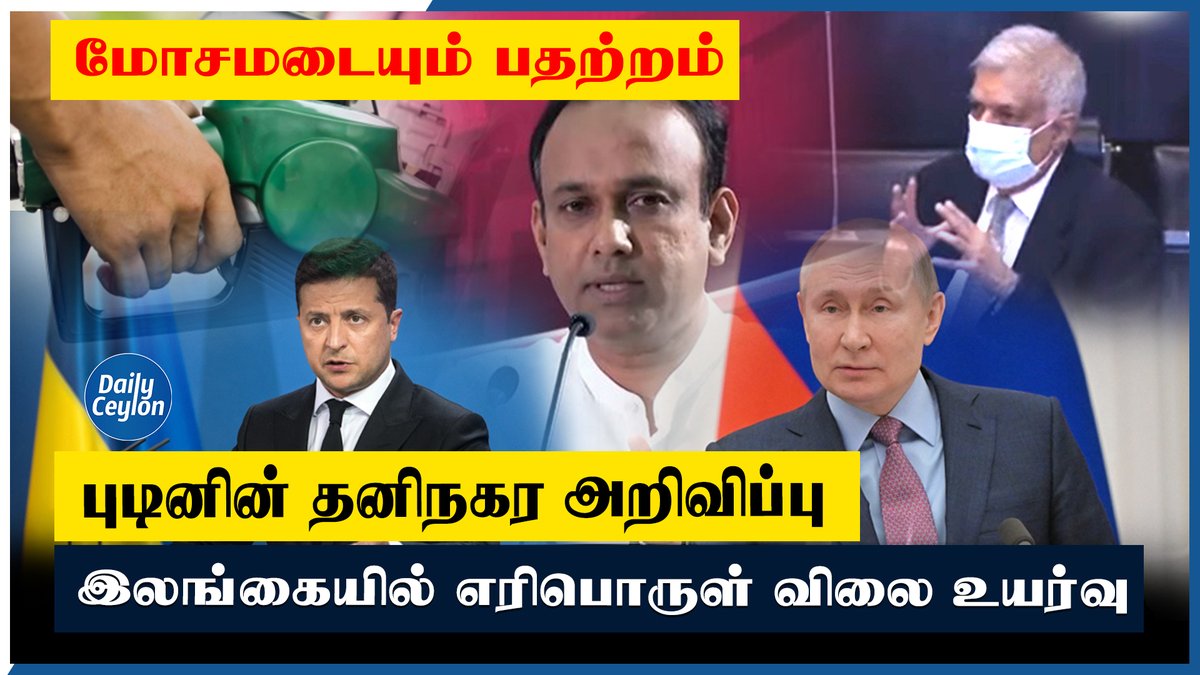 மோசமடையும் பதற்றம்
Daily
Ceylon
புடினின் தனிநகர அறிவிப்பு
இலங்கையில் எரிபொருள் விலை உயர்வு